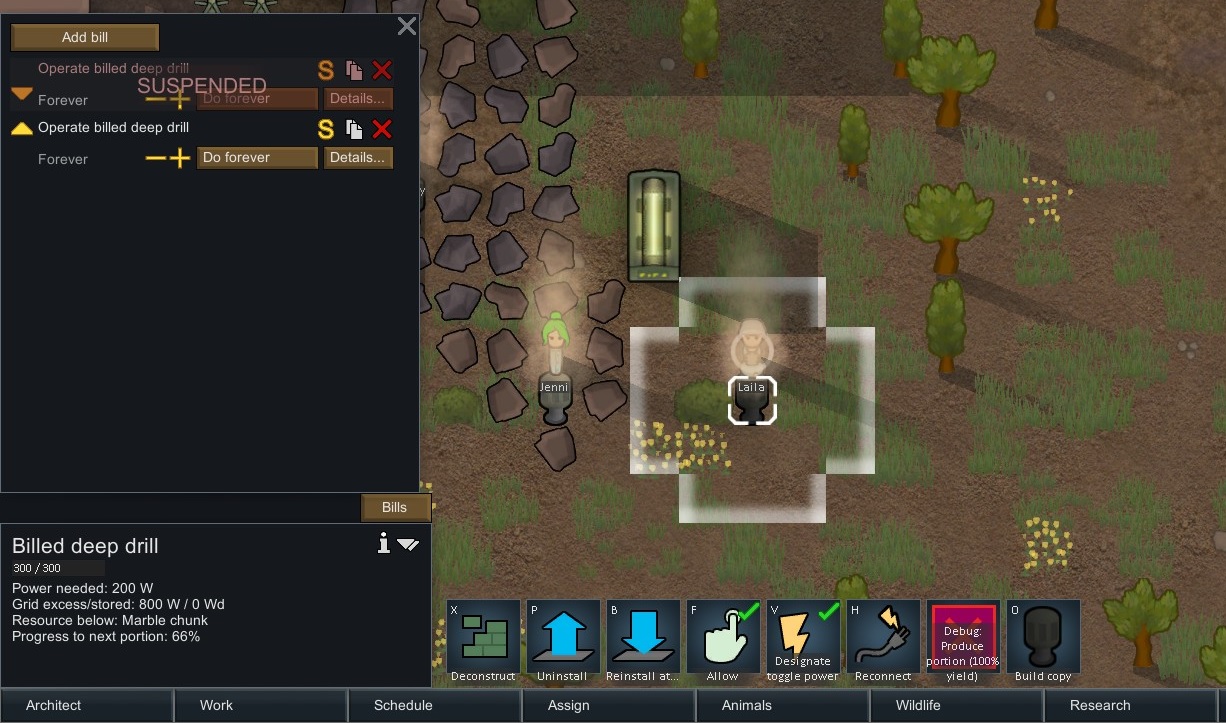 Add bill
Operate billed deep drill
SUSPENDED
Forever
Do forever
Details...
Operate billed deep drill
Forever
Do forever
Details...
y
Jenni
Laila
Bills
Billed deep drill
300 / 300
Power needed: 200 W
Grid excess/stored: 800 W / 0 Wd
Resource below: Marble chunk
Progress to next portion: 66%
X
Deconstruct
P
Uninstall
B
Reinstall at...
F
Allow
V
Designate
toggle power
H
Reconnect
Debug:
Produce
portion (100%
yield)
O
Build copy
Architect
Work
Schedule
Assign
Animals
Wildlife
Research